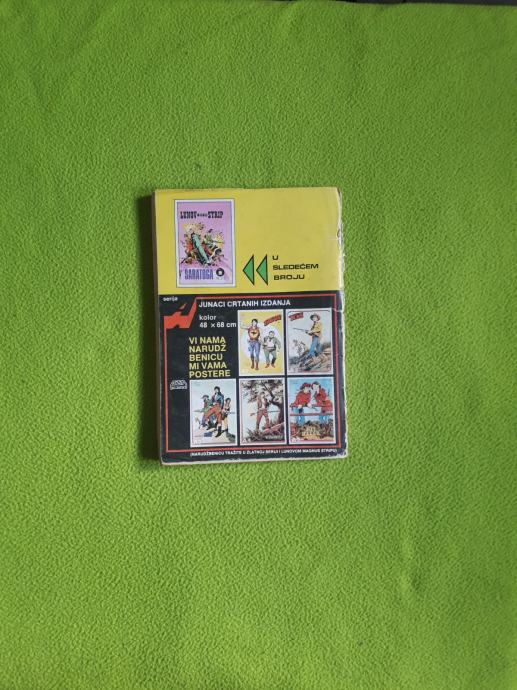 LUNOV MAGNUS STRIP
SARATOGA
U
SLEDEĆEM
BROJU
serija
JUNACI CRTANIH IZDANJA
kolor
48 x 68 cm
VI NAMA
NARUDŽ
BENICU
MI VAMA
POSTERE
(NARUDŽBENICU TRAŽITE U ZLATNOJ SERIJI I LUNOVOM MAGNUS STRIPU)